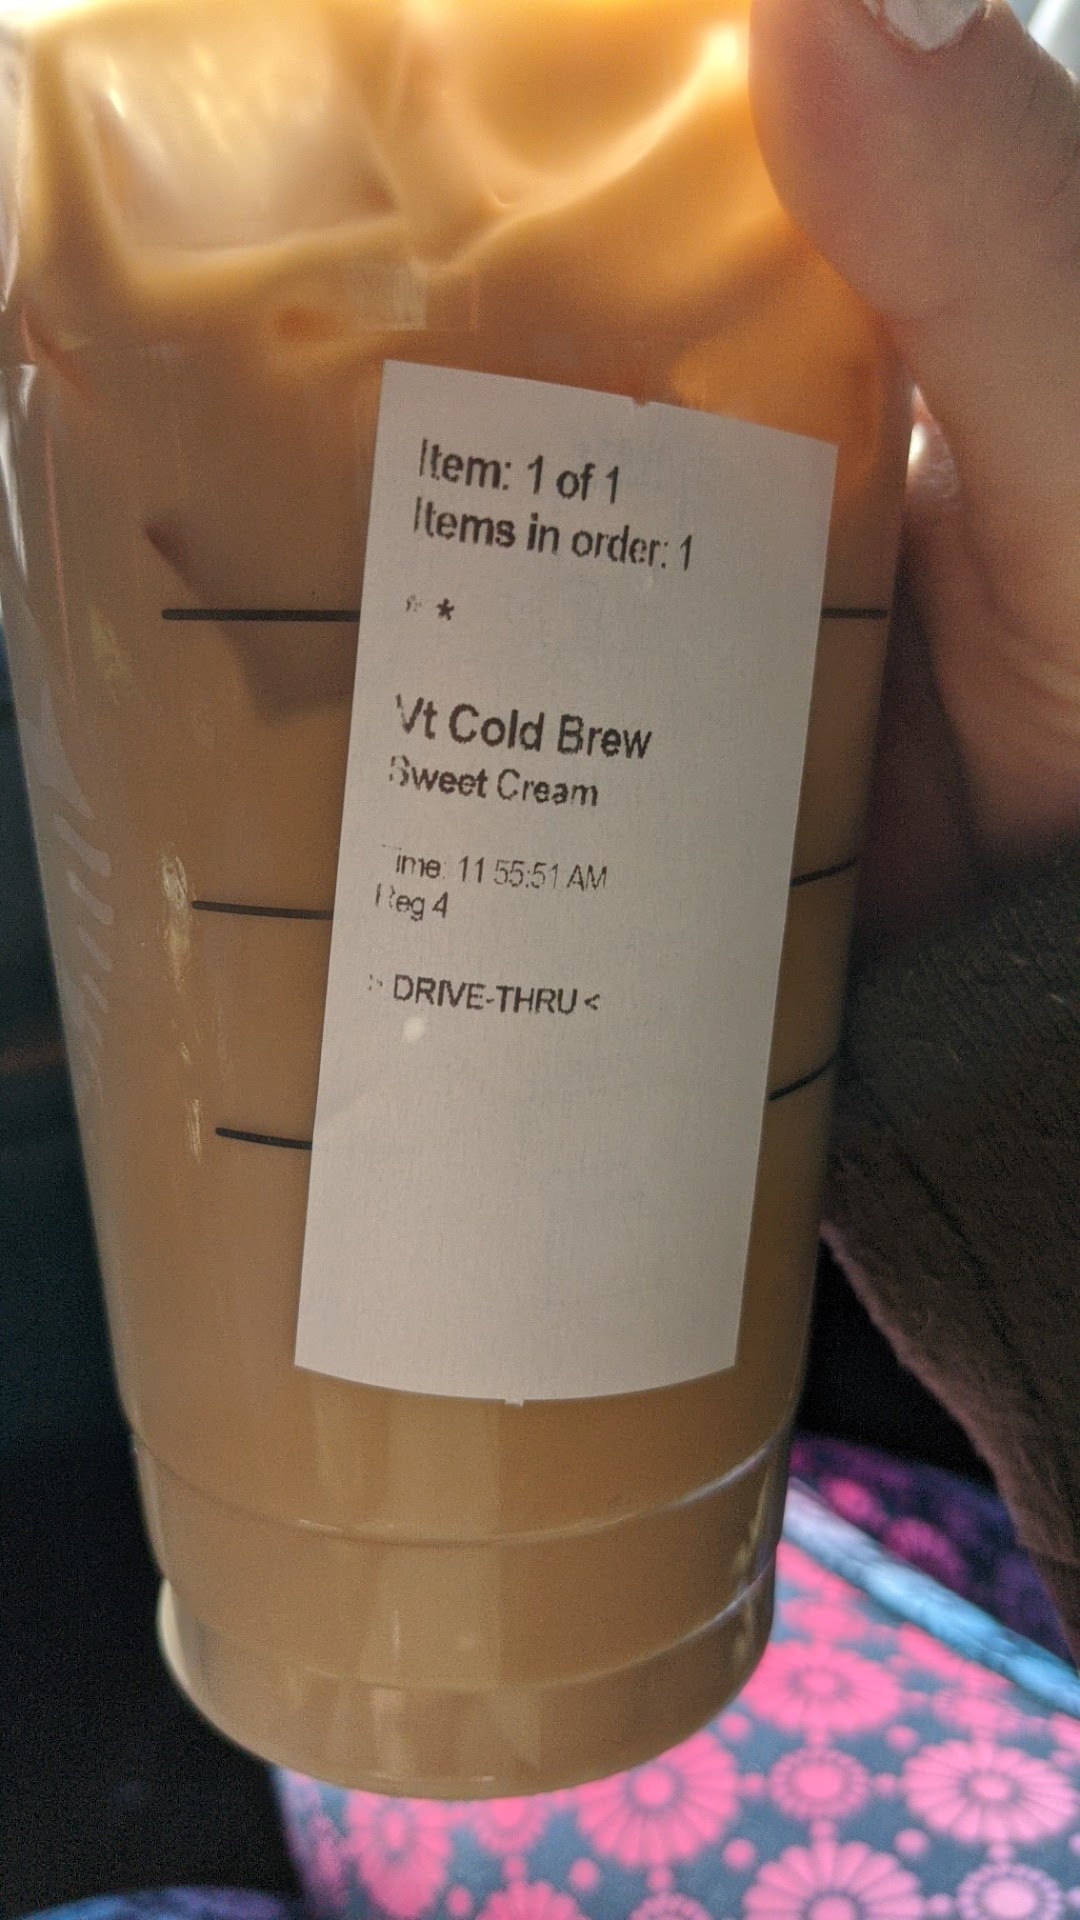 Item: 1 of 1
Items in order: 1
* *
Vt Cold Brew
Sweet Cream
Time: 11:55:51 AM
Reg 4
> DRIVE-THRU <